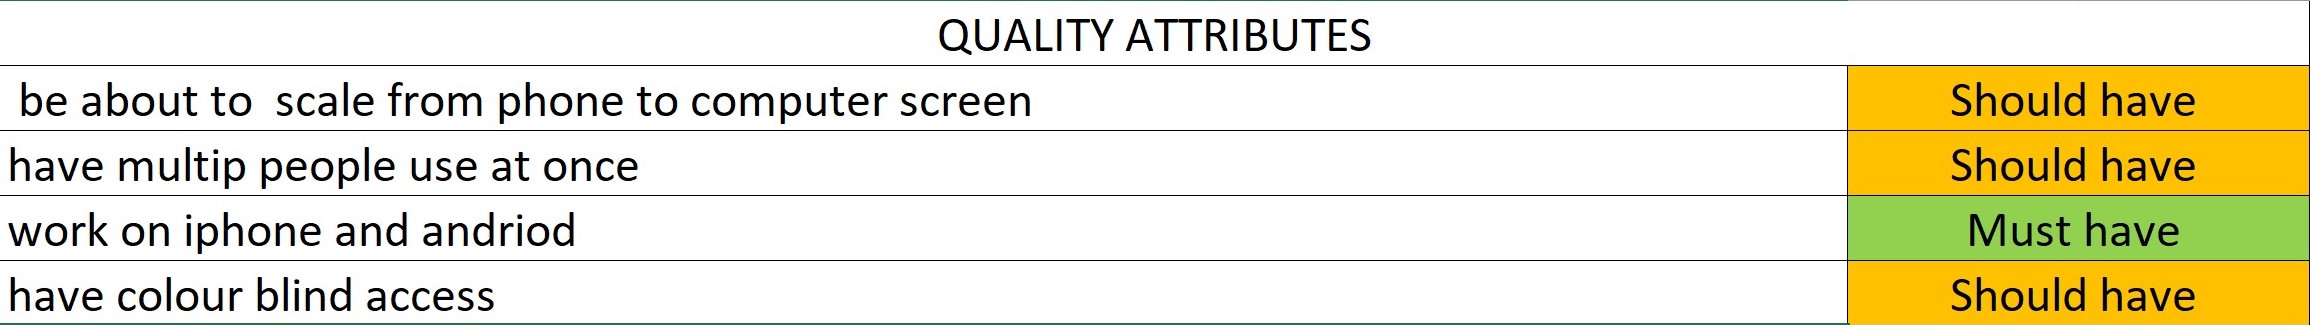 QUALITY ATTRIBUTES
be about to  scale from phone to computer screen Should have
have multip people use at once Should have
work on iphone and andriod Must have
have colour blind access Should have